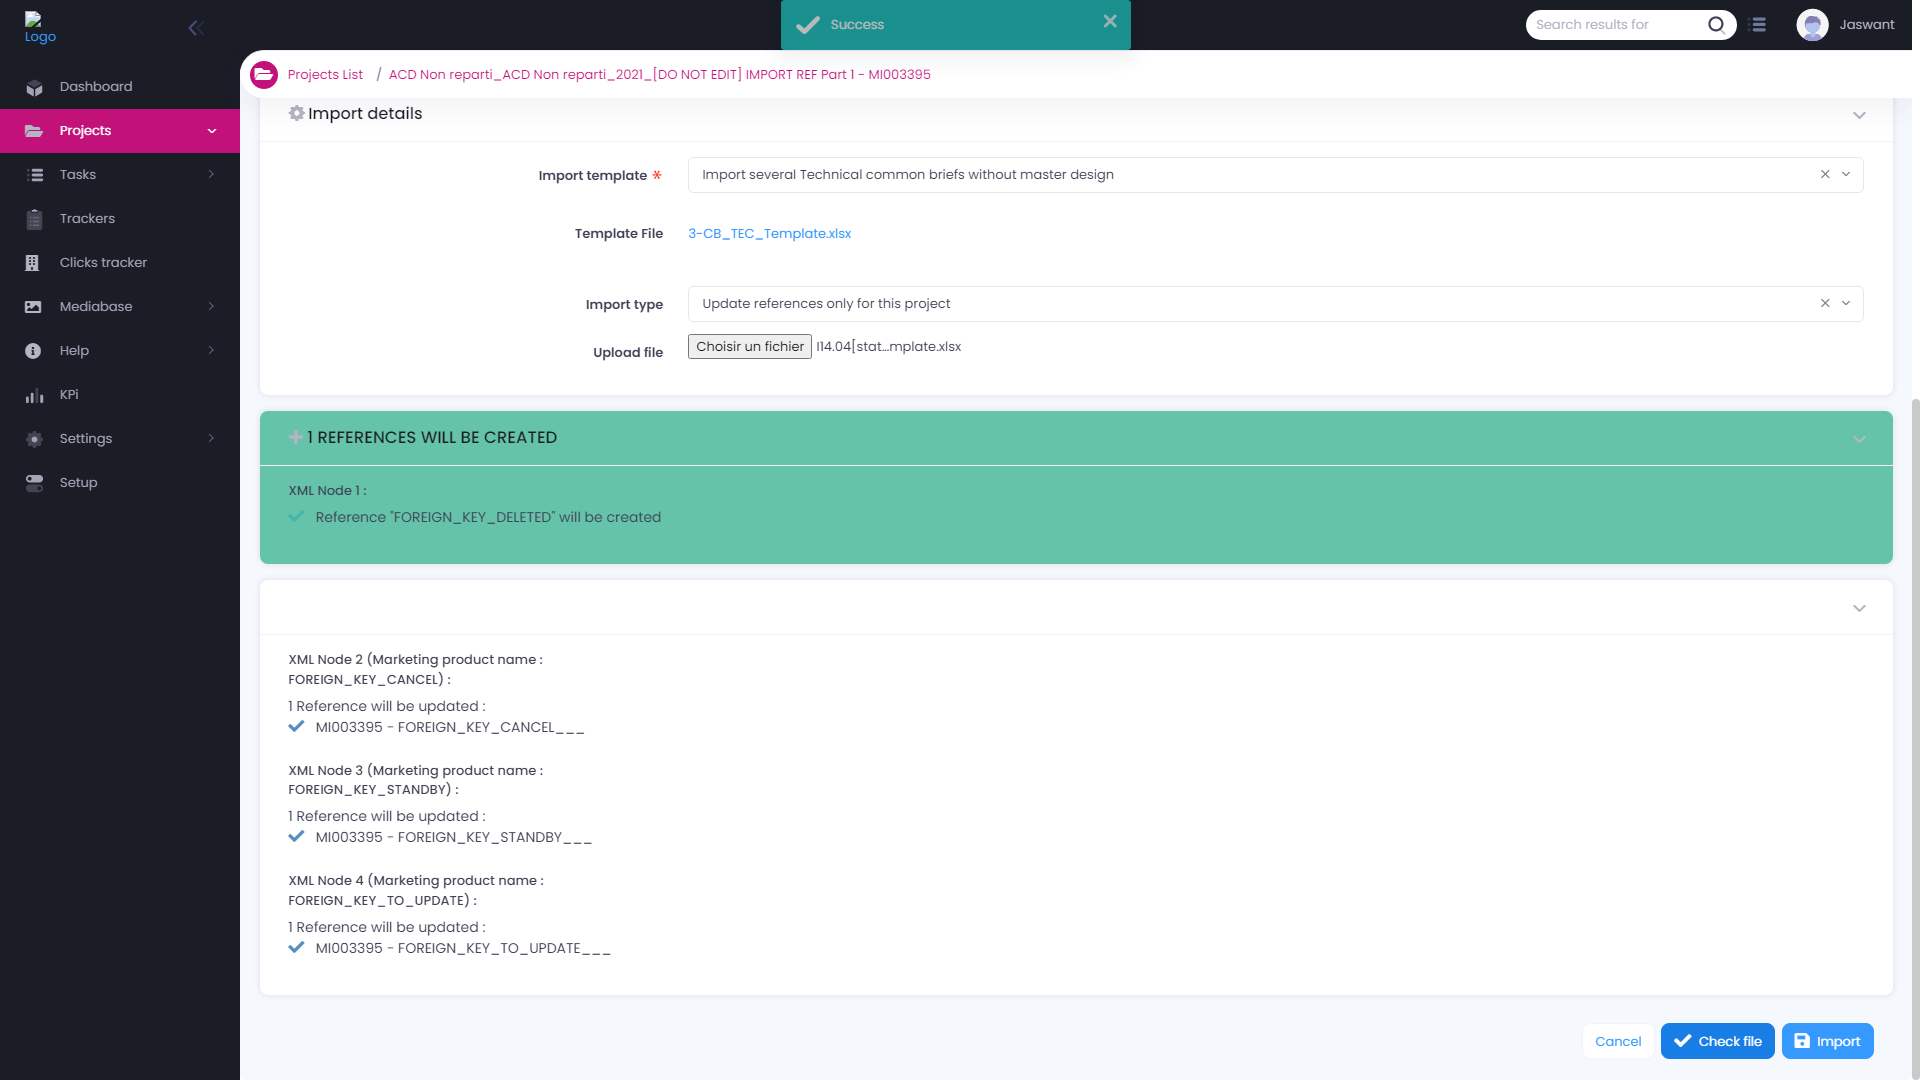 Logo
Success
Search results for
Jaswant
Projects List / ACD Non reparti_ACD Non reparti_2021_[DO NOT EDIT] IMPORT REF Part 1 - MI003395
Dashboard
Projects
Tasks
Trackers
Clicks tracker
Mediabase
Help
KPi
Settings
Setup
Import details
Import template *
Import several Technical common briefs without master design
Template File
3-CB_TEC_Template.xlsx
Import type
Update references only for this project
Upload file
Choisir un fichier
I14.04[stat...mplate.xlsx
1 REFERENCES WILL BE CREATED
XML Node 1 :
Reference "FOREIGN_KEY_DELETED" will be created
XML Node 2 (Marketing product name :
FOREIGN_KEY_CANCEL) :
1 Reference will be updated :
MI003395 - FOREIGN_KEY_CANCEL___
XML Node 3 (Marketing product name :
FOREIGN_KEY_STANDBY) :
1 Reference will be updated :
MI003395 - FOREIGN_KEY_STANDBY___
XML Node 4 (Marketing product name :
FOREIGN_KEY_TO_UPDATE) :
1 Reference will be updated :
MI003395 - FOREIGN_KEY_TO_UPDATE___
Cancel
Check file
Import